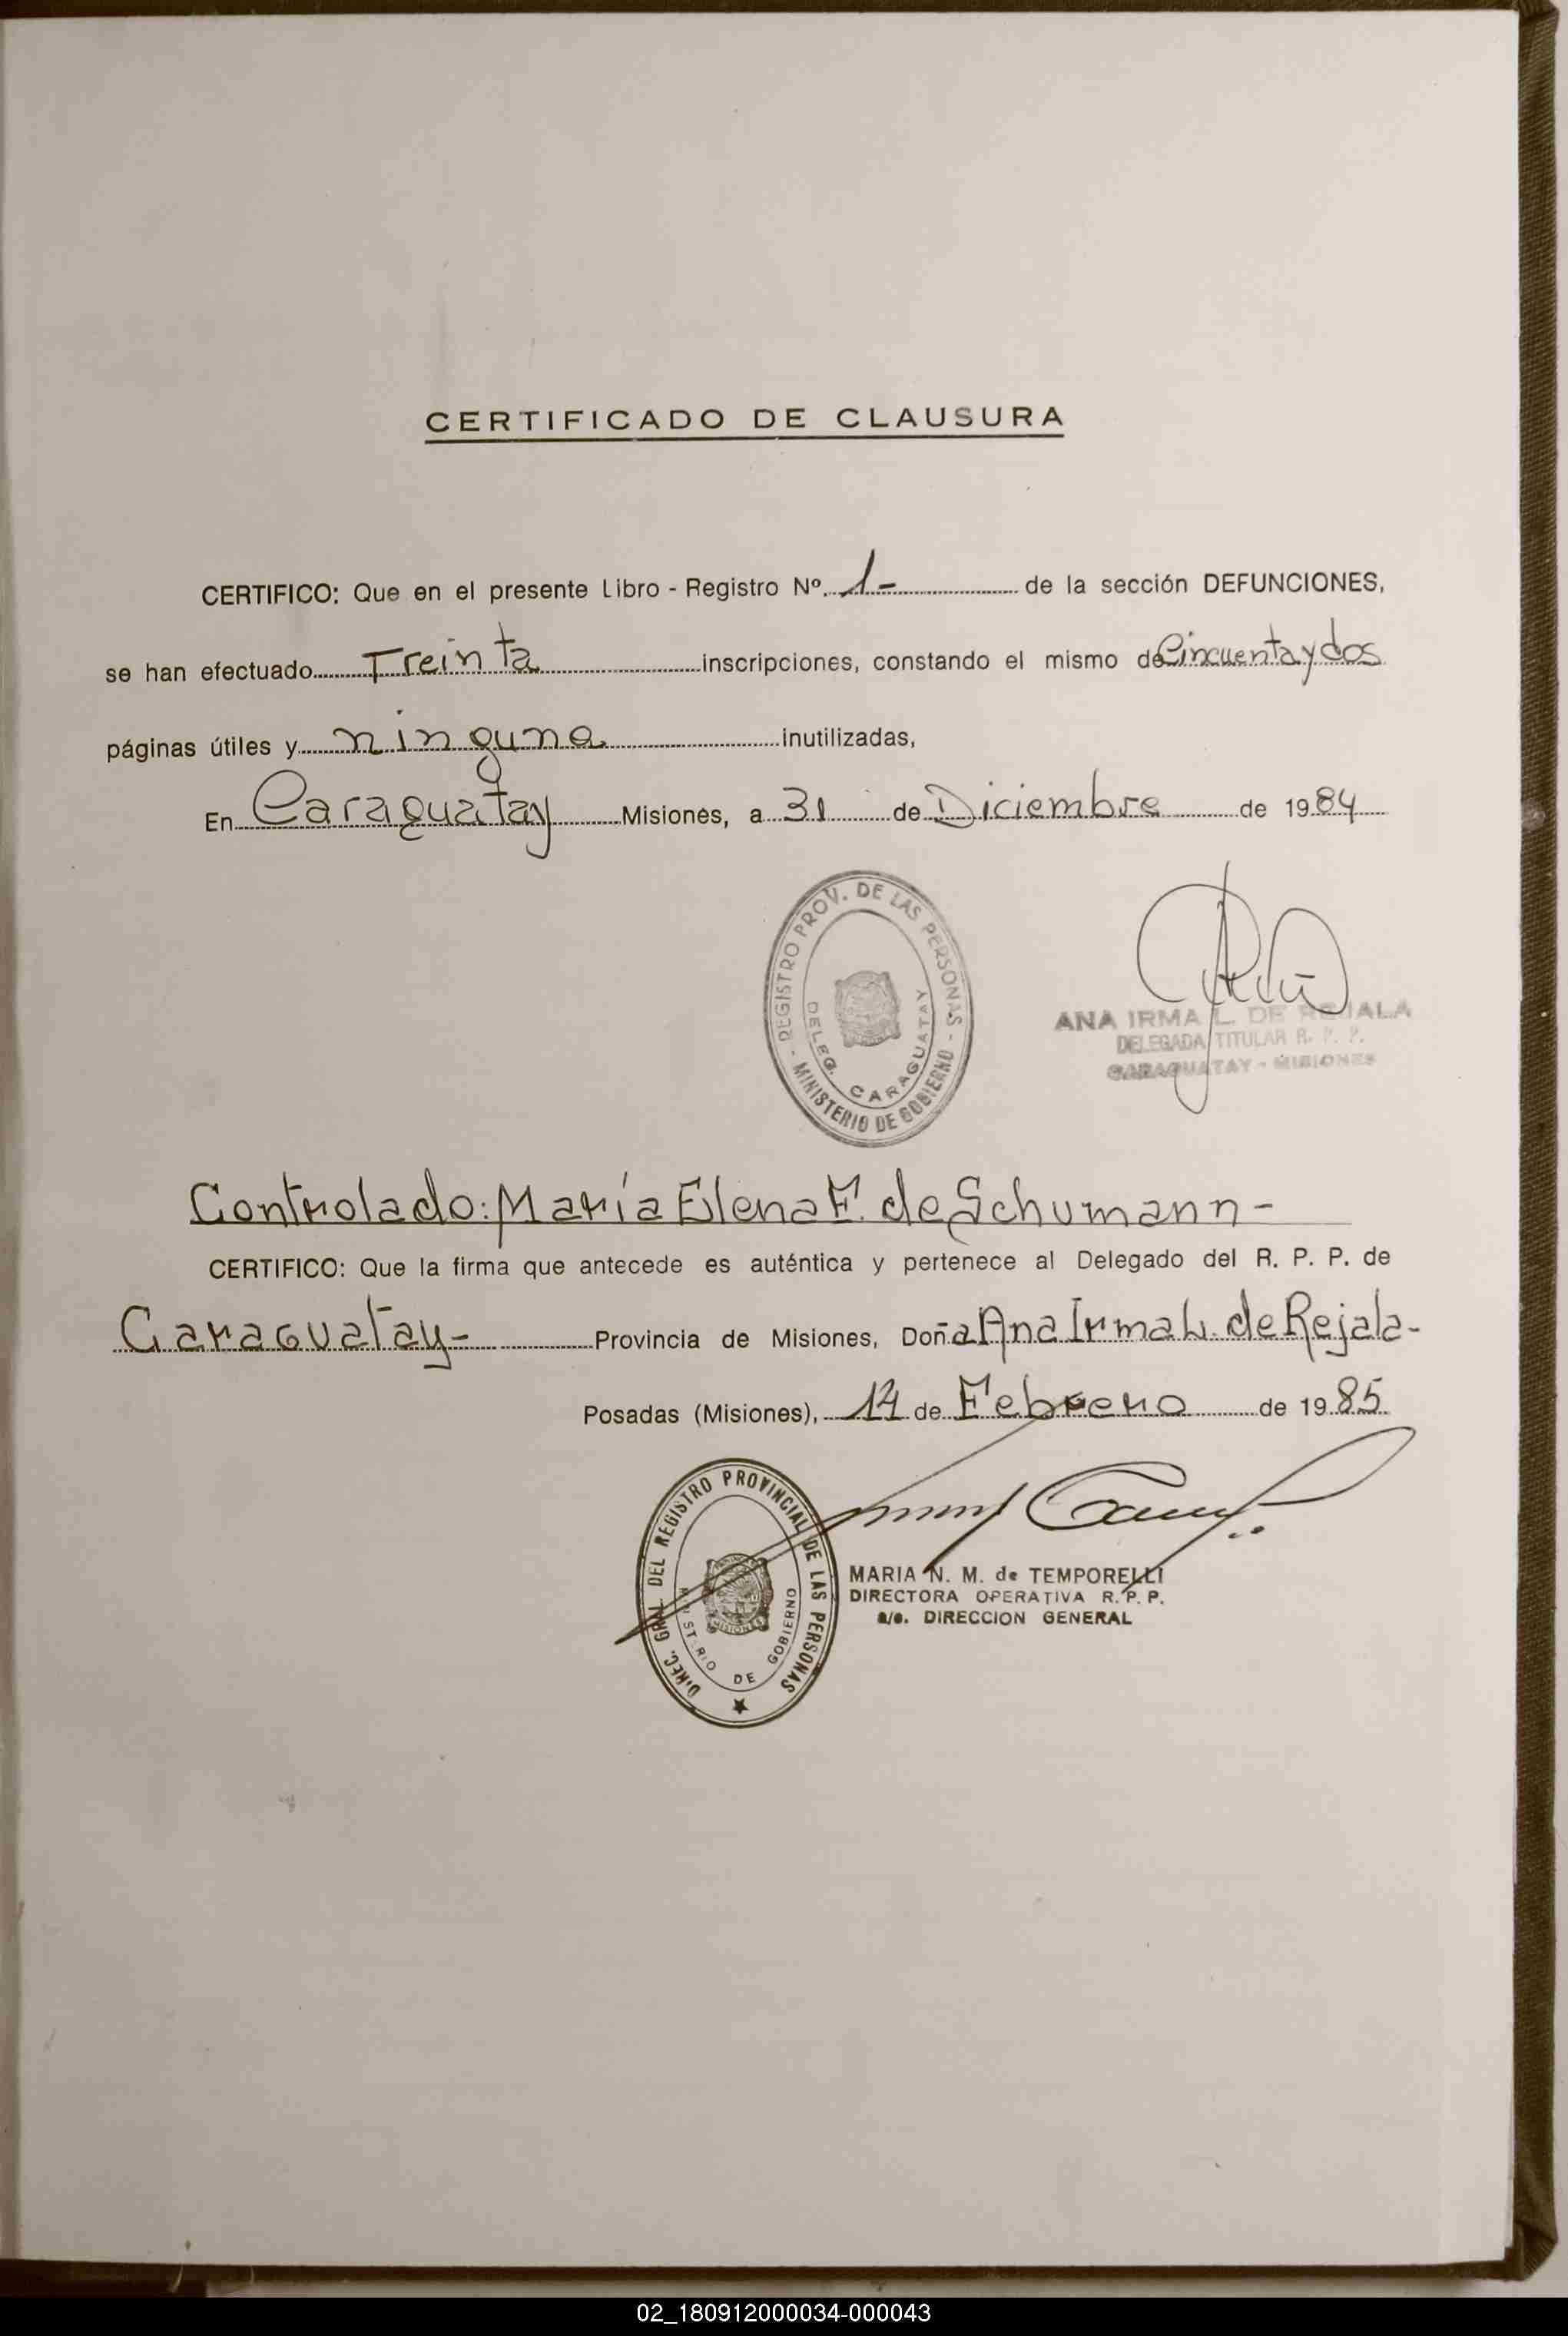 CERTIFICADO DE CLAUSURA
CERTIFICO: Que en el presente Libro - Registro Nº. 1- de la sección DEFUNCIONES,
se han efectuado Treinta inscripciones, constando el mismo de Cincuenta y dos
páginas útiles y ninguna inutilizadas,
En Caraguatay Misiones, a 31 de Diciembre de 1984
- REGISTRO PROV. DE LAS PERSONAS -
MINISTERIO DE GOBIERNO
DELEG. CARAGUATAY
ANA IRMA L. DE REJALA
DELEGADA TITULAR R. P. P.
CARAGUATAY - MISIONES
Controlado: María Elena F. de Schumann -
CERTIFICO: Que la firma que antecede es auténtica y pertenece al Delegado del R. P. P. de
Caraguatay- Provincia de Misiones, Doña Ana Irma L. de Rejala-
Posadas (Misiones), 14 de Febrero de 1985
DIREC. GRAL. DEL REGISTRO PROVINCIAL DE LAS PERSONAS
MINISTERIO DE GOBIERNO
MARIA N. M. de TEMPORELLI
DIRECTORA OPERATIVA R. P. P.
a/c. DIRECCION GENERAL
02_180912000034-000043